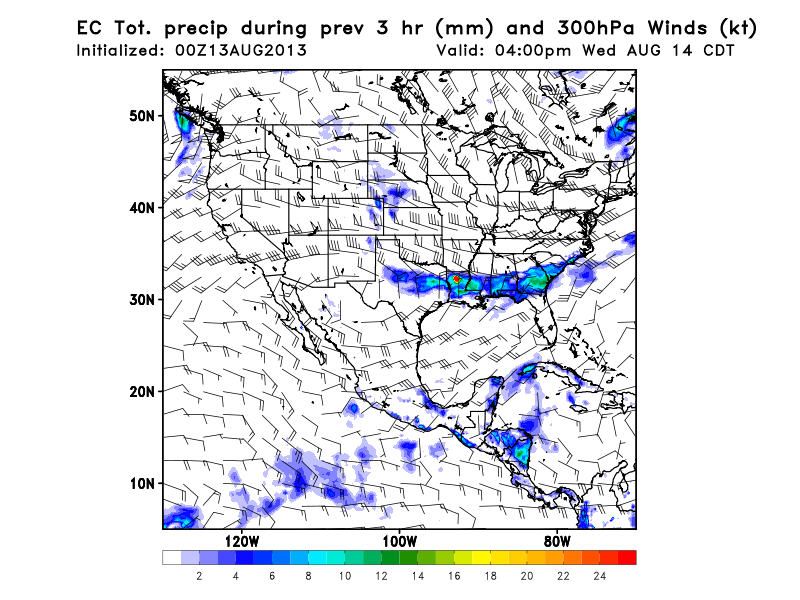 EC Tot. precip during prev 3 hr (mm) and 300hPa Winds (kt)
Initialized: 00Z13AUG2013 Valid: 04:00pm Wed AUG 14 CDT
50N
40N
30N
20N
10N
120W 100W 80W
2 4 6 8 10 12 14 16 18 20 22 24